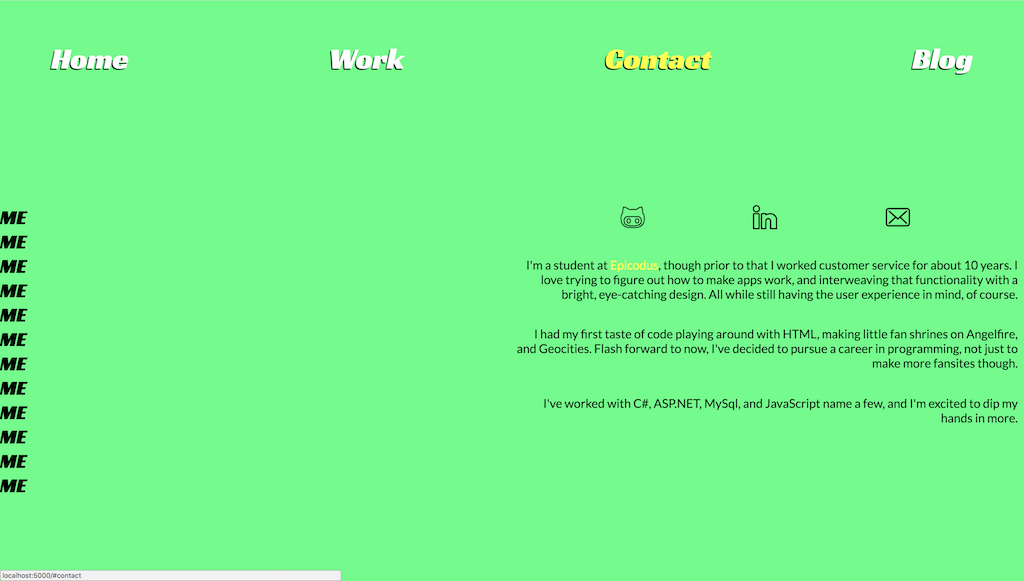 Home Work Contact Blog
ME
ME
ME
ME
ME
ME
ME
ME
ME
ME
ME
ME
in
I'm a student at Epicodus, though prior to that I worked customer service for about 10 years. I
love trying to figure out how to make apps work, and interweaving that functionality with a
bright, eye-catching design. All while still having the user experience in mind, of course.
I had my first taste of code playing around with HTML, making little fan shrines on Angelfire,
and Geocities. Flash forward to now, I've decided to pursue a career in programming, not just to
make more fansites though.
I've worked with C#, ASP.NET, MySql, and JavaScript name a few, and I'm excited to dip my
hands in more.
localhost:5000/#contact